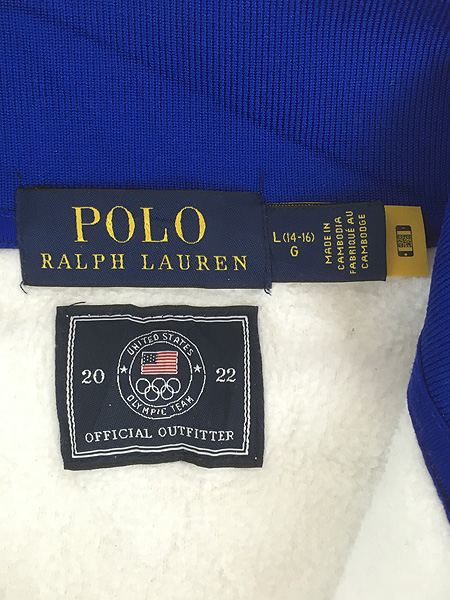 POLO
RALPH LAUREN
L (14-16)
G
MADE IN
CAMBODIA
FABRIQUÉ AU
CAMBODGE
UNITED STATES
20 22
OLYMPIC TEAM
OFFICIAL OUTFITTER